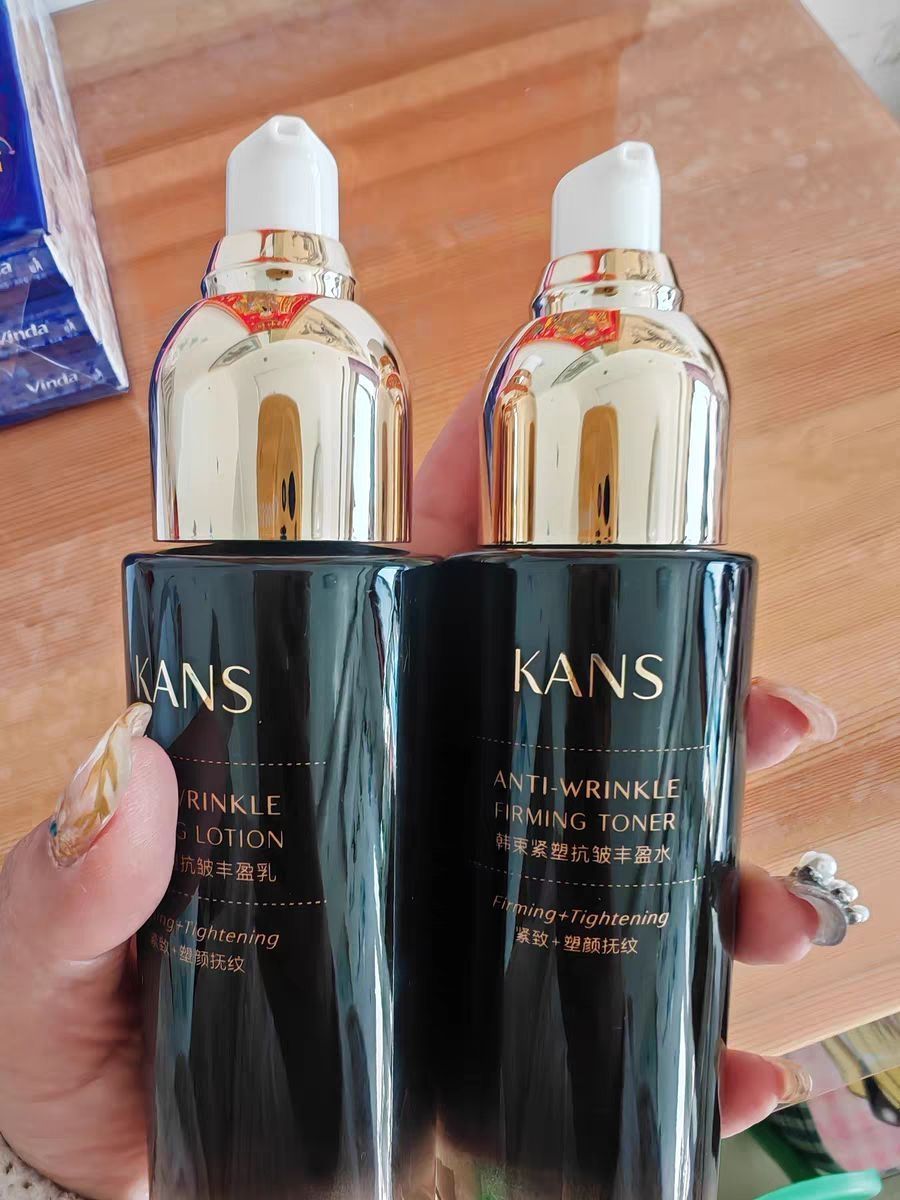 Vinda
Vinda
KANS
RINKLE
G LOTION
抗皱丰盈乳
ing+Tightening
紧致+塑颜抚纹
KANS
ANTI-WRINKLE
FIRMING TONER
韩束紧塑抗皱丰盈水
Firming+Tightening
紧致+塑颜抚纹